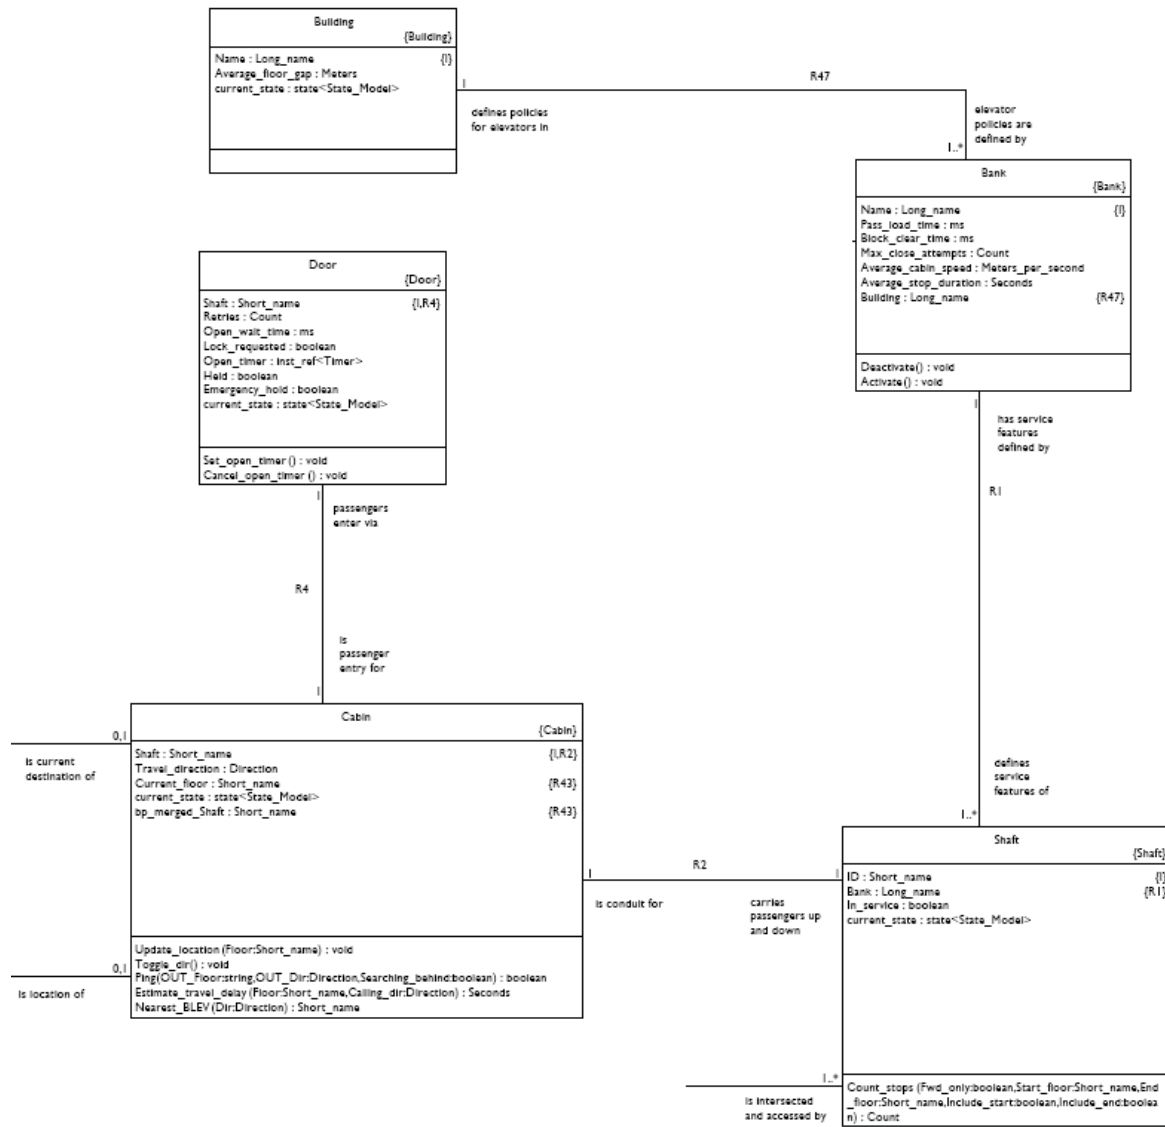 Building
{Building}
Name : Long_name {I}
Average_floor_gap : Meters
current_state : state<State_Model>
1
R47
defines policies
for elevators in
elevator
policies are
defined by
1..*
Bank
{Bank}
Name : Long_name {I}
Pass_load_time : ms
Block_clear_time : ms
Max_close_attempts : Count
Average_cabin_speed : Meters_per_second
Average_stop_duration : Seconds
Building : Long_name {R47}
Deactivate() : void
Activate() : void
Door
{Door}
Shaft : Short_name {I,R4}
Retries : Count
Open_wait_time : ms
Lock_requested : boolean
Open_timer : inst_ref<Timer>
Held : boolean
Emergency_hold : boolean
current_state : state<State_Model>
Set_open_timer () : void
Cancel_open_timer () : void
1
passengers
enter via
R4
is
passenger
entry for
1
1
has service
features
defined by
R1
defines
service
features of
1..*
Cabin
{Cabin}
Shaft : Short_name {I,R2}
Travel_direction : Direction
Current_floor : Short_name {R43}
current_state : state<State_Model>
bp_merged_Shaft : Short_name {R43}
Update_location (Floor:Short_name) : void
Toggle_dir() : void
Ping(OUT_Floor:string,OUT_Dir:Direction,Searching_behind:boolean) : boolean
Estimate_travel_delay (Floor:Short_name,Calling_dir:Direction) : Seconds
Nearest_BLEV (Dir:Direction) : Short_name
0,1
is current
destination of
0,1
is location of
1
R2
1
is conduit for
carries
passengers up
and down
Shaft
{Shaft}
ID : Short_name {I}
Bank : Long_name {R1}
In_service : boolean
current_state : state<State_Model>
Count_stops (Fwd_only:boolean,Start_floor:Short_name,End
_floor:Short_name,Include_start:boolean,Include_end:boolea
n) : Count
1..*
is intersected
and accessed by